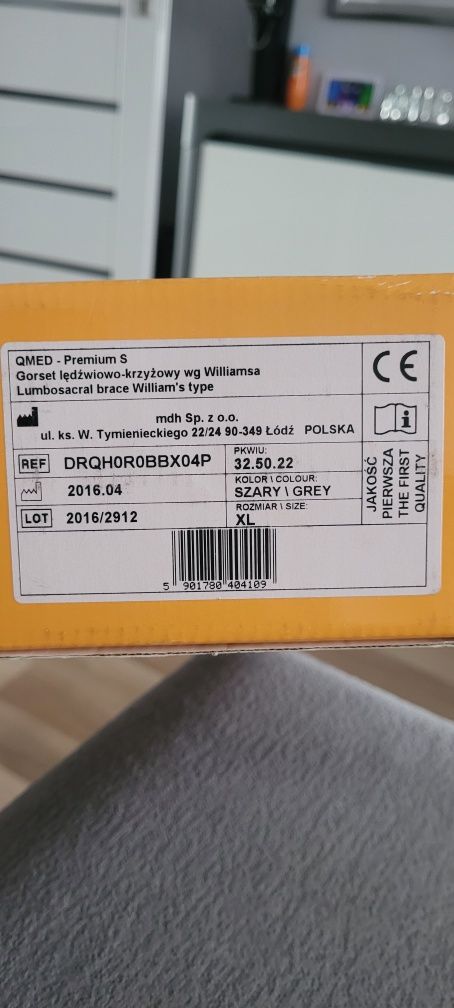 QMED - Premium S
Gorset lędźwiowo-krzyżowy wg Williamsa
Lumbosacral brace William's type
CE
mdh Sp. z o.o.
ul. ks. W. Tymienieckiego 22/24 90-349 Łódź POLSKA
REF DRQH0R0BBX04P
PKWIU:
32.50.22
2016.04
KOLOR \ COLOUR:
SZARY \ GREY
LOT 2016/2912
ROZMIAR \ SIZE:
XL
JAKOŚĆ
PIERWSZA
THE FIRST
QUALITY
5 901780 404109